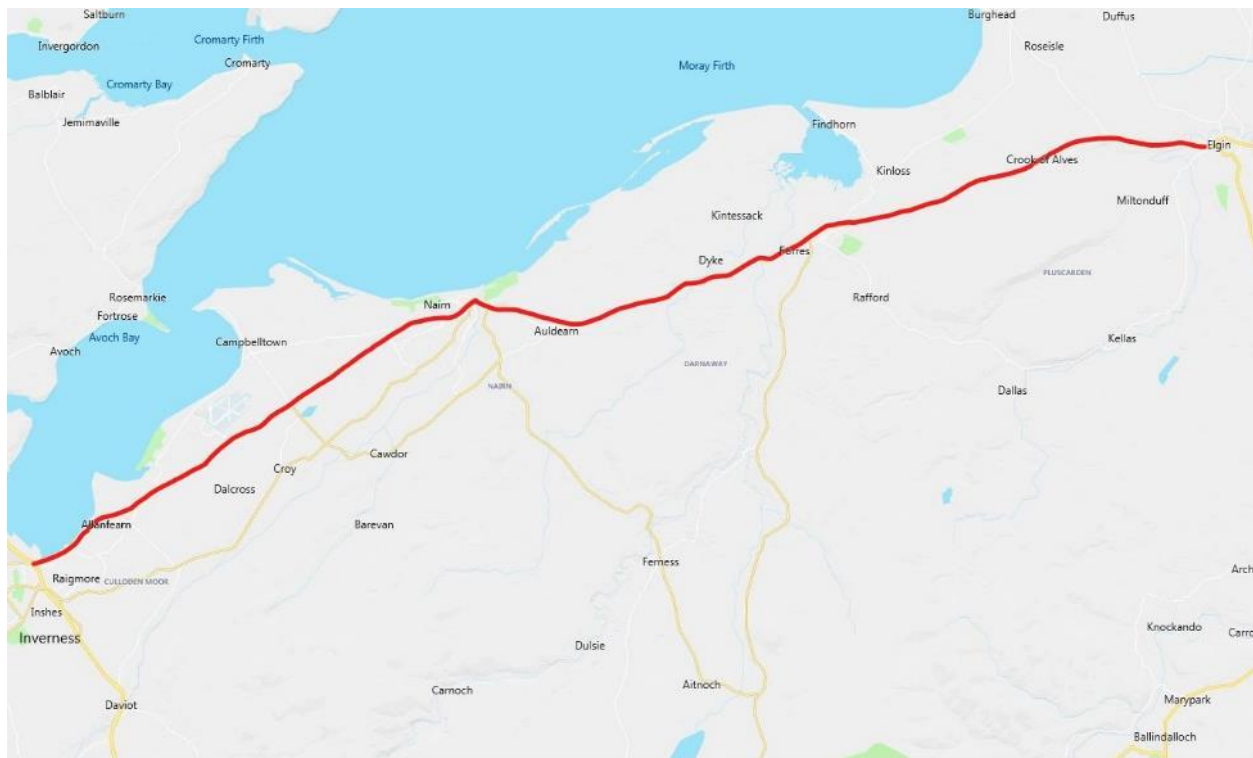 Saltburn
Burghead
Duffus
Cromarty Firth
Invergordon
Roseisle
Cromarty
Moray Firth
Cromarty Bay
Balblair
Jemimaville
Findhorn
Elgin
Crook of Alves
Kinloss
Miltonduff
Kintessack
Forres
Dyke
PLUSCARDEN
Rosemarkie
Rafford
Nairn
Fortrose
Auldearn
Avoch Bay
Campbelltown
Kellas
Avoch
DARNAWAY
NAIRN
Dallas
Cawdor
Croy
Dalcross
Allanfearn
Barevan
Ferness
Arch
Raigmore
CULLODEN MOOR
Inshes
Knockando
Carro
Inverness
Dulsie
Aitnoch
Carnoch
Marypark
Daviot
Ballindalloch